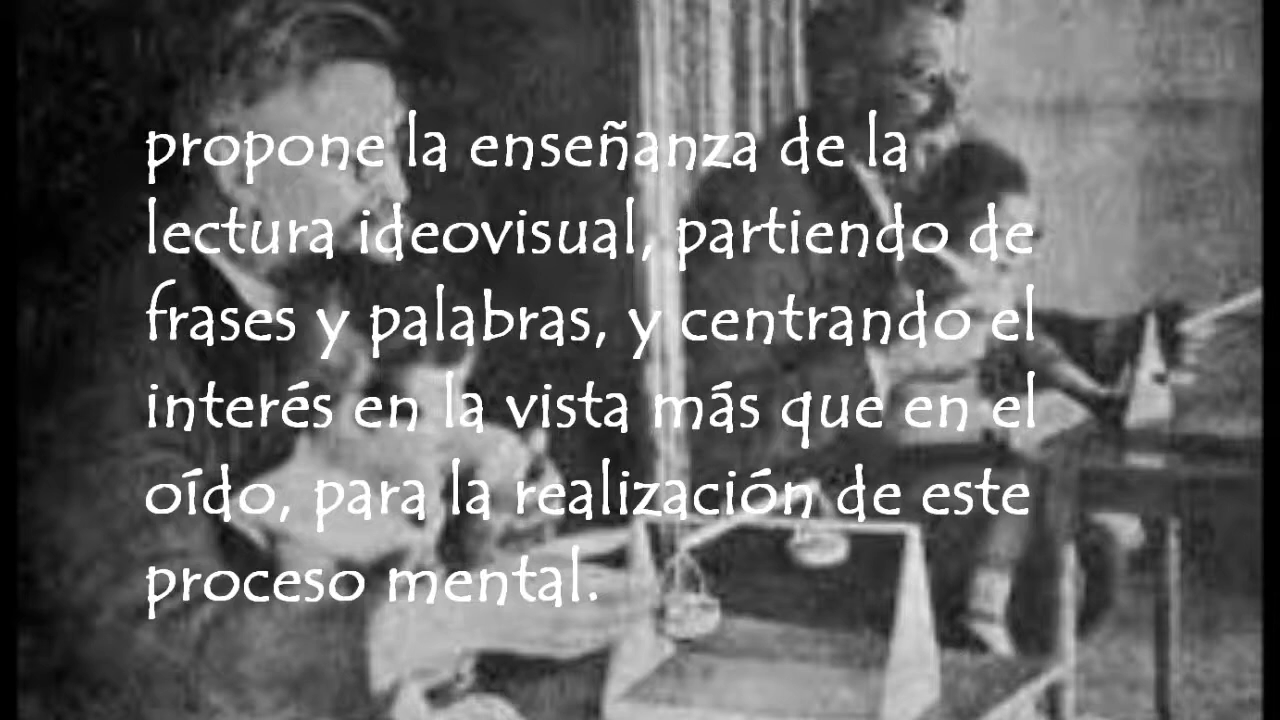 propone la enseñanza de la
lectura ideovisual, partiendo de
frases y palabras, y centrando el
interés en la vista más que en el
oído, para la realización de este
proceso mental.